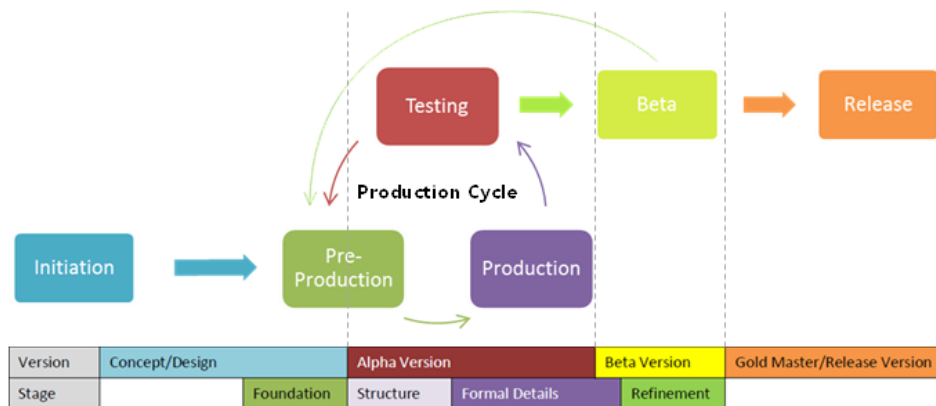 Testing
Beta
Release
Production Cycle
Initiation
Pre-
Production
Production
Version
Concept/Design
Alpha Version
Beta Version
Gold Master/Release Version
Stage
Foundation
Structure
Formal Details
Refinement